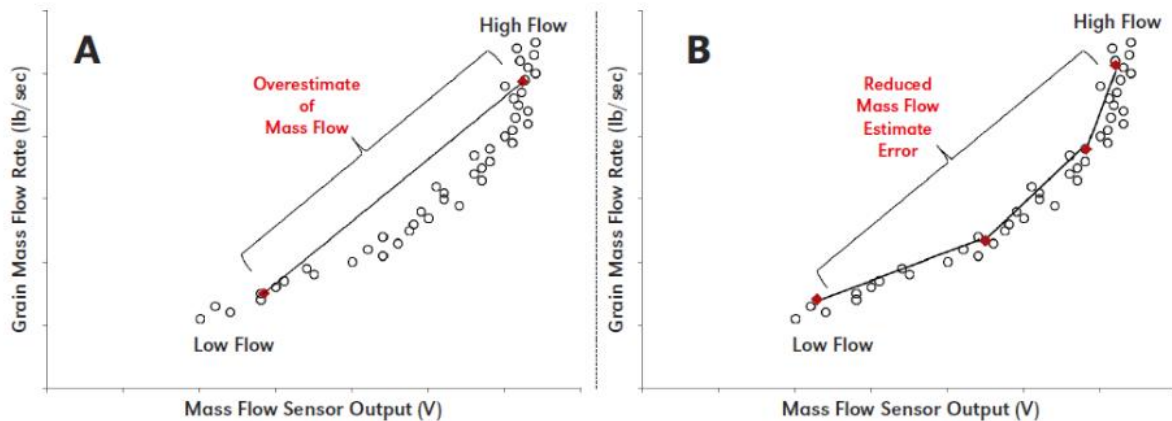 A
High Flow
Overestimate
of
Mass Flow
Low Flow
Grain Mass Flow Rate (lb/sec)
Mass Flow Sensor Output (V)
B
High Flow
Reduced
Mass Flow
Estimate
Error
Low Flow
Grain Mass Flow Rate (lb/sec)
Mass Flow Sensor Output (V)